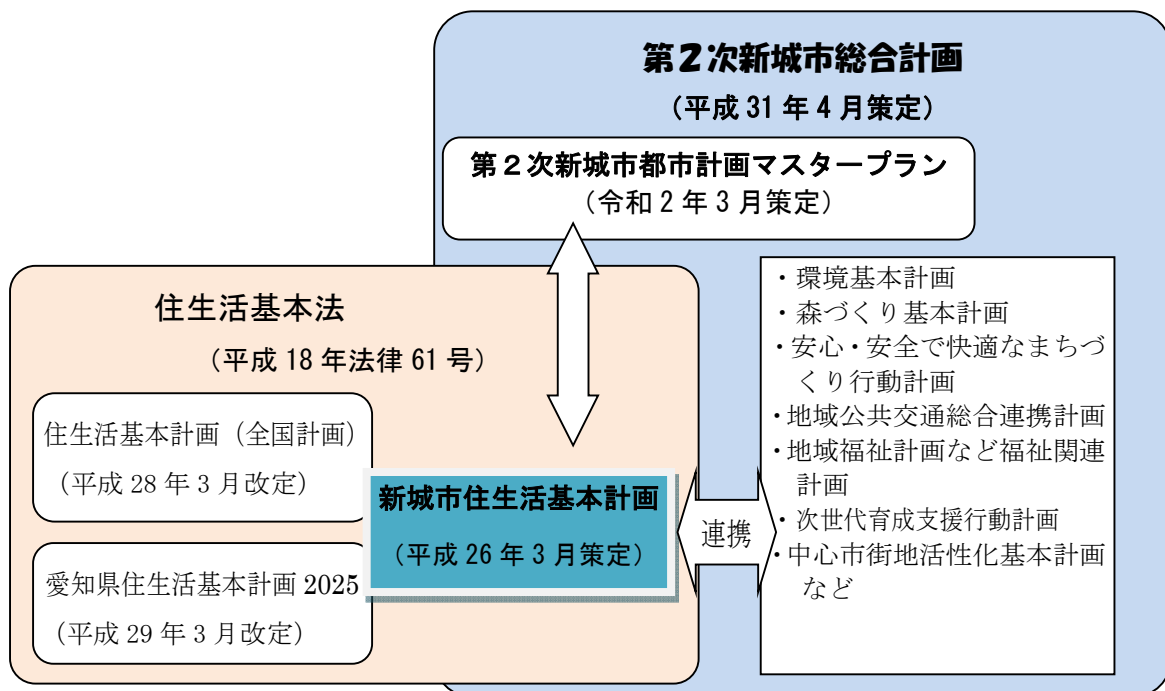 第２次新城市総合計画
（平成 31 年 4 月策定）
第２次新城市都市計画マスタープラン
（令和 2 年 3 月策定）
住生活基本法
（平成 18 年法律 61 号）
住生活基本計画（全国計画）
（平成 28 年 3 月改定）
愛知県住生活基本計画 2025
（平成 29 年 3 月改定）
新城市住生活基本計画
（平成 26 年 3 月策定）
連携
・環境基本計画
・森づくり基本計画
・安心・安全で快適なまちづ
くり行動計画
・地域公共交通総合連携計画
・地域福祉計画など福祉関連
計画
・次世代育成支援行動計画
・中心市街地活性化基本計画
など